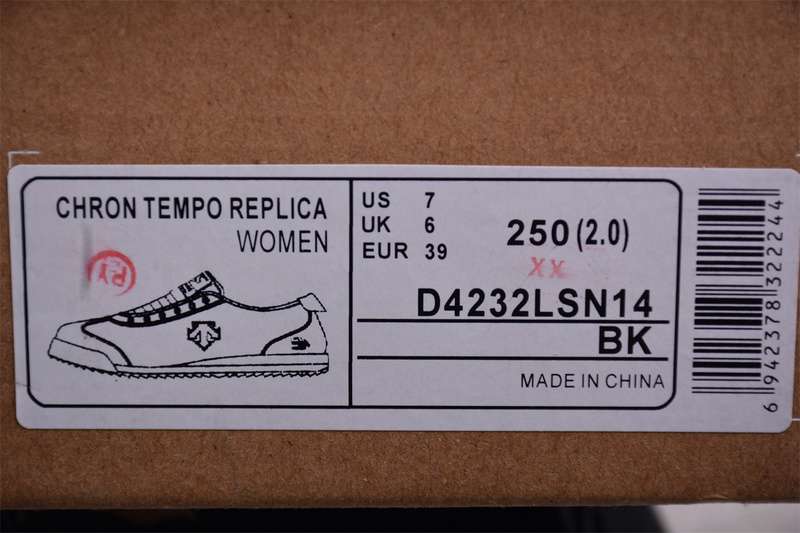 CHRON TEMPO REPLICA
WOMEN
PY
US 7
UK 6
EUR 39
250 (2.0)
XX
D4232LSN14
BK
MADE IN CHINA
6 942378 322244